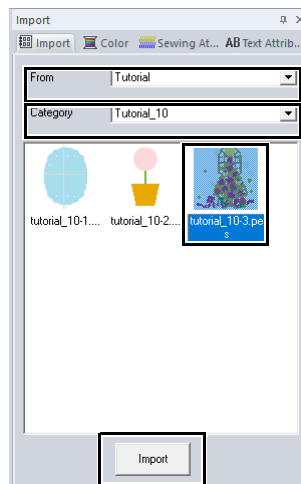 Import
Import Color Sewing At... AB Text Attrib..
From Tutorial
Category Tutorial_10
tutorial_10-1.... tutorial_10-2.... tutorial_10-3.pe
s
Import